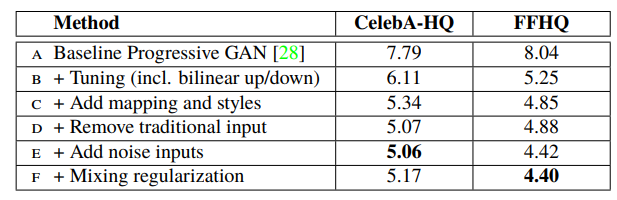 Method CelebA-HQ FFHQ
A Baseline Progressive GAN [28] 7.79 8.04
B + Tuning (incl. bilinear up/down) 6.11 5.25
C + Add mapping and styles 5.34 4.85
D + Remove traditional input 5.07 4.88
E + Add noise inputs 5.06 4.42
F + Mixing regularization 5.17 4.40